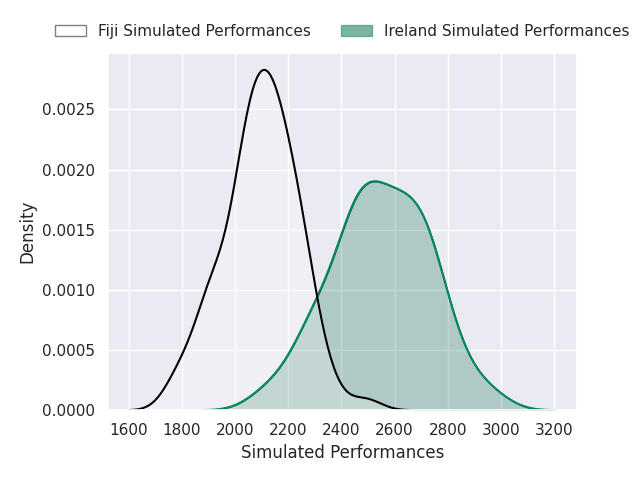 Fiji Simulated Performances
Ireland Simulated Performances
Density
0.0025
0.0020
0.0015
0.0010
0.0005
0.0000
1600 1800 2000 2200 2400 2600 2800 3000 3200
Simulated Performances